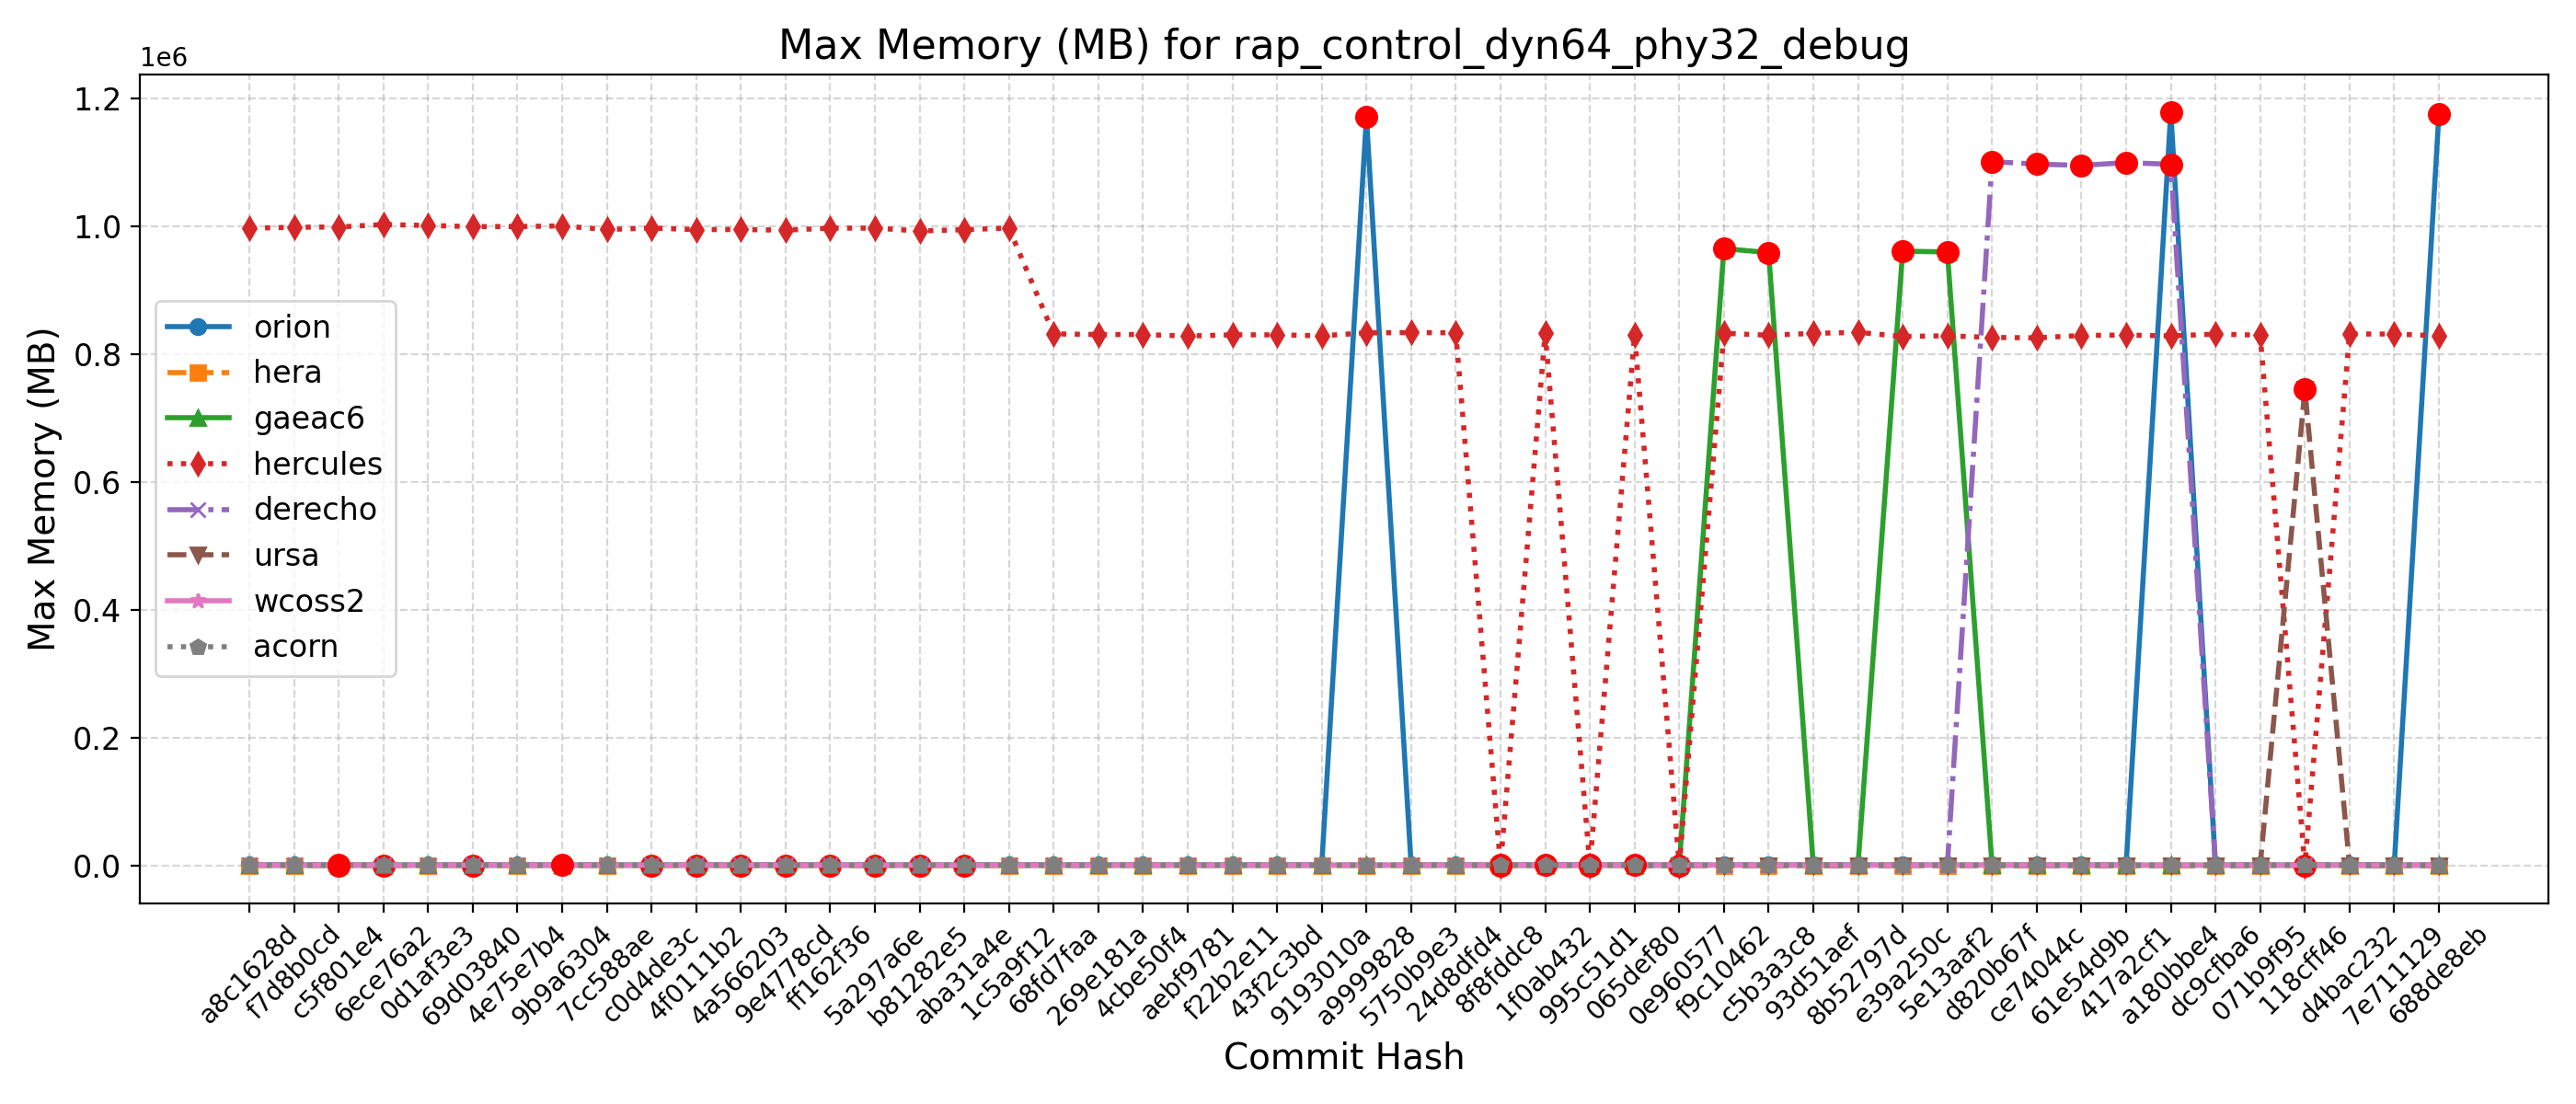 Max Memory (MB) for rap_control_dyn64_phy32_debug
1e6
1.2
1.0
0.8
0.6
0.4
0.2
0.0
Max Memory (MB)
orion
hera
gaeac6
hercules
derecho
ursa
wcoss2
acorn
a8c1628d
f7d8b0cd
c5f801e4
6ece76a2
0d1af3e3
69d03840
4e75e7b4
9b9a6304
7cc588ae
c0d4de3c
4f0111b2
4a566203
9e4778cd
ff162f36
5a297a6e
b81282e5
aba31a4e
1c5a9f12
68fd7faa
269e181a
4cbe50f4
aebf9781
f22b2e11
43f2c3bd
9193010a
a9999828
5750b9e3
24d8dfd4
8f8fddc8
1f0ab432
995c51d1
065def80
0e960577
f9c10462
c5b3a3c8
93d51aef
8b52797d
e39a250c
5e13aaf2
d820b67f
ce74044c
61e54d9b
417a2cf1
a180bbe4
dc9cfba6
071b9f95
118cff46
d4bac232
7e711129
688de8eb
Commit Hash